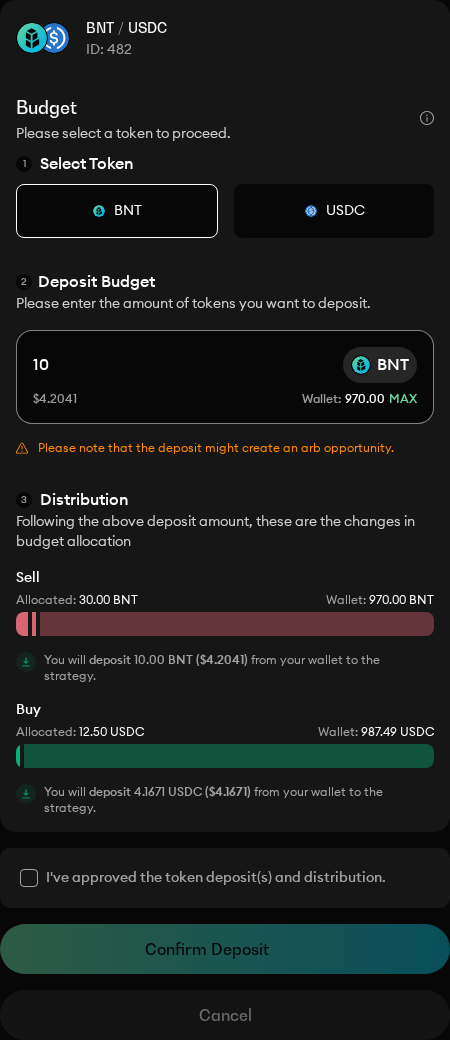 BNT / USDC
ID: 482
Budget
Please select a token to proceed.
1 Select Token
BNT
USDC
2 Deposit Budget
Please enter the amount of tokens you want to deposit.
10
BNT
$4.2041
Wallet: 970.00 MAX
Please note that the deposit might create an arb opportunity.
3 Distribution
Following the above deposit amount, these are the changes in
budget allocation
Sell
Allocated: 30.00 BNT
Wallet: 970.00 BNT
You will deposit 10.00 BNT ($4.2041) from your wallet to the
strategy.
Buy
Allocated: 12.50 USDC
Wallet: 987.49 USDC
You will deposit 4.1671 USDC ($4.1671) from your wallet to the
strategy.
I've approved the token deposit(s) and distribution.
Confirm Deposit
Cancel